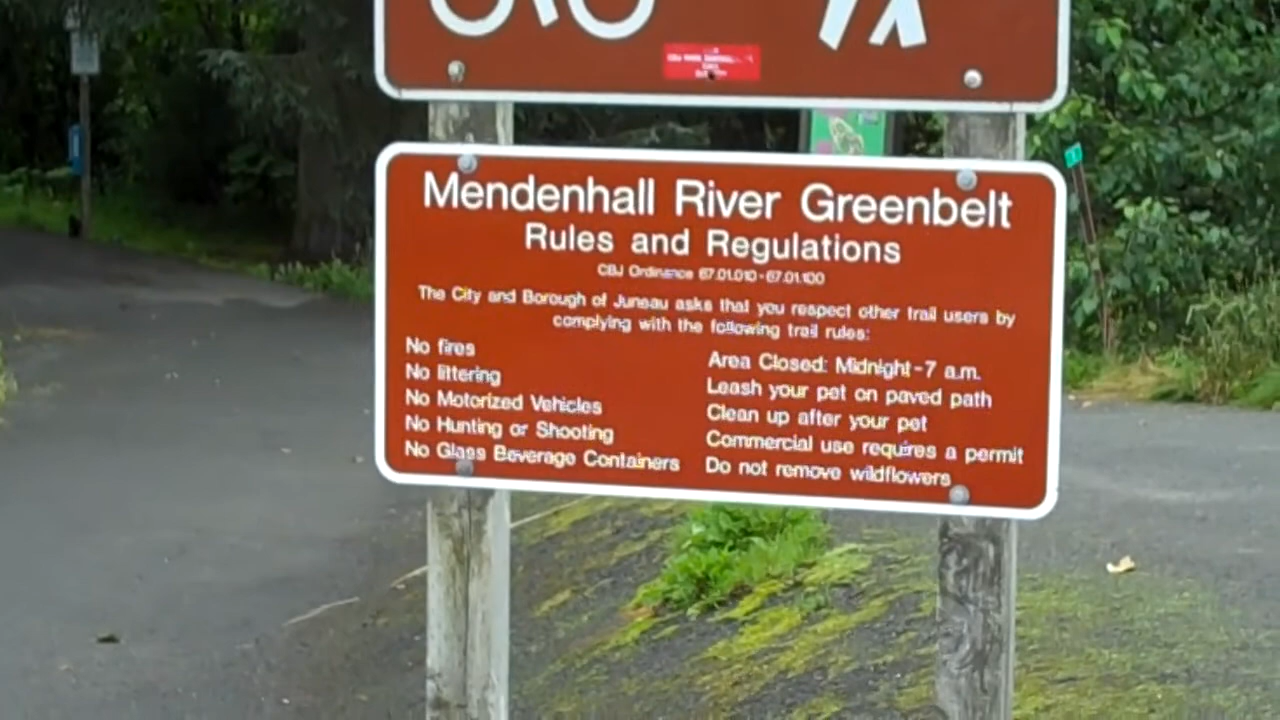 Mendenhall River Greenbelt
Rules and Regulations
CBJ Ordinance 67.01.010-67.01.100
The City and Borough of Juneau asks that you respect other trail users by
complying with the following trail rules:
No fires
No littering
No Motorized Vehicles
No Hunting or Shooting
No Glass Beverage Containers
Area Closed: Midnight-7 a.m.
Leash your pet on paved path
Clean up after your pet
Commercial use requires a permit
Do not remove wildflowers